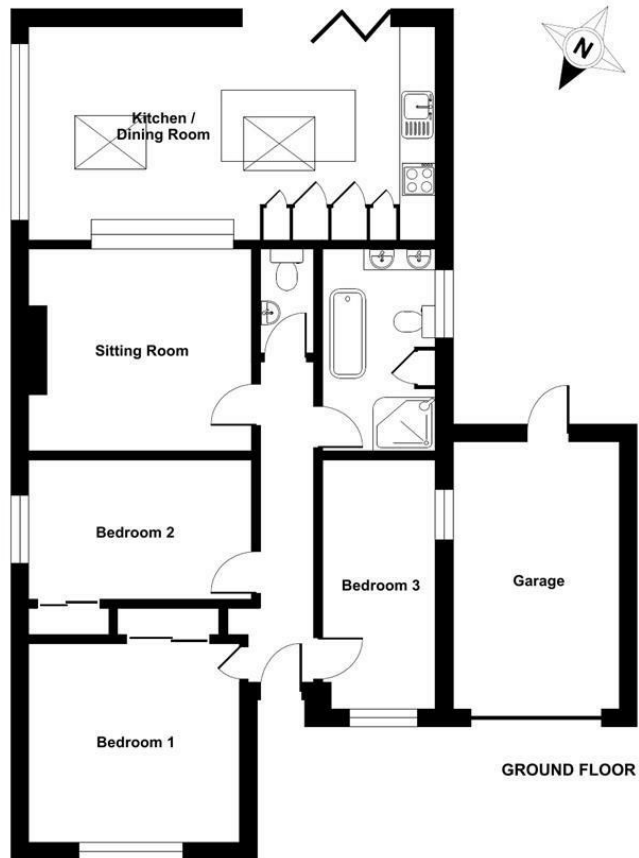 N
Kitchen /
Dining Room
Sitting Room
Bedroom 2
Bedroom 3
Garage
Bedroom 1
GROUND FLOOR